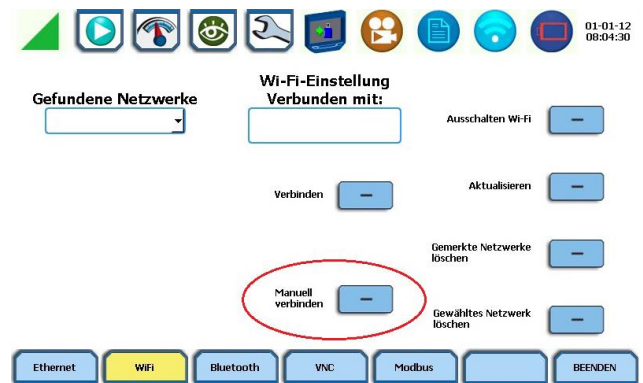 01-01-12
08:04:30
Wi-Fi-Einstellung
Gefundene Netzwerke
Verbunden mit:
Ausschalten Wi-Fi
Verbinden
Aktualisieren
Gemerkte Netzwerke
löschen
Manuell
verbinden
Gewähltes Netzwerk
löschen
Ethernet
WiFi
Bluetooth
VNC
Modbus
BEENDEN